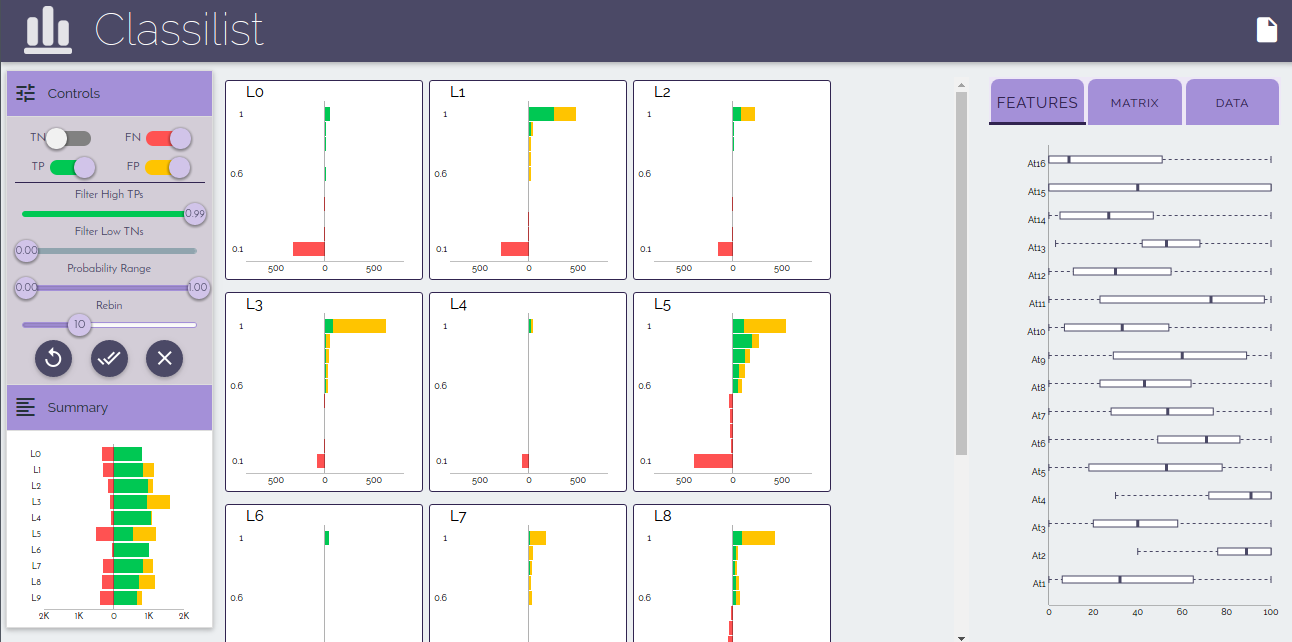 Classilist
Controls
TN FN
TP FP
Filter High TPs
0.99
Filter Low TNs
0.00
Probability Range
0.00 1.00
Rebin
10
Summary
L0
L1
L2
L3
L4
L5
L6
L7
L8
L9
2K 1K 0 1K 2K
L0 L1 L2
1 1 1
0.6 0.6 0.6
0.1 0.1 0.1
500 0 500 500 0 500 500 0 500
L3 L4 L5
1 1 1
0.6 0.6 0.6
0.1 0.1 0.1
500 0 500 500 0 500 500 0 500
L6 L7 L8
1 1 1
0.6 0.6 0.6
FEATURES MATRIX DATA
At16
At15
At14
At13
At12
At11
At10
At9
At8
At7
At6
At5
At4
At3
At2
At1
0 20 40 60 80 100